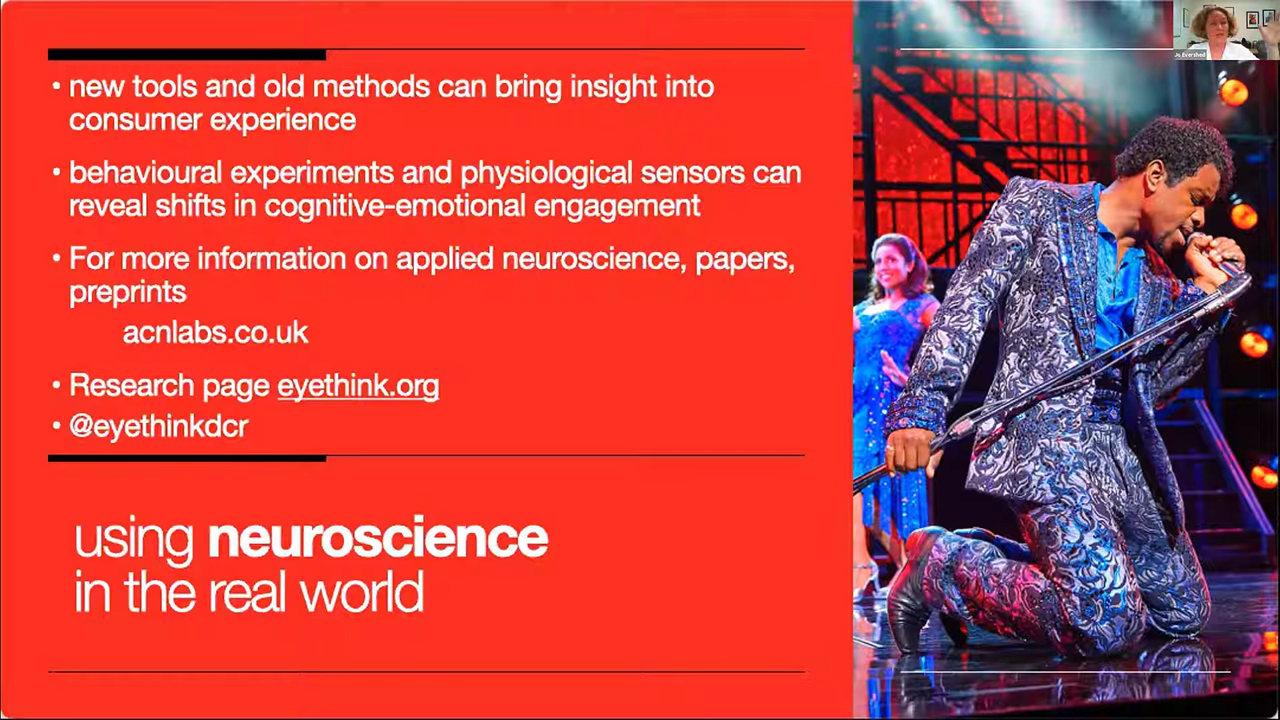 • new tools and old methods can bring insight into
consumer experience
• behavioural experiments and physiological sensors can
reveal shifts in cognitive-emotional engagement
• For more information on applied neuroscience, papers,
preprints
acnlabs.co.uk
• Research page eyethink.org
• @eyethinkdcr
using neuroscience
in the real world
Jo Evershed